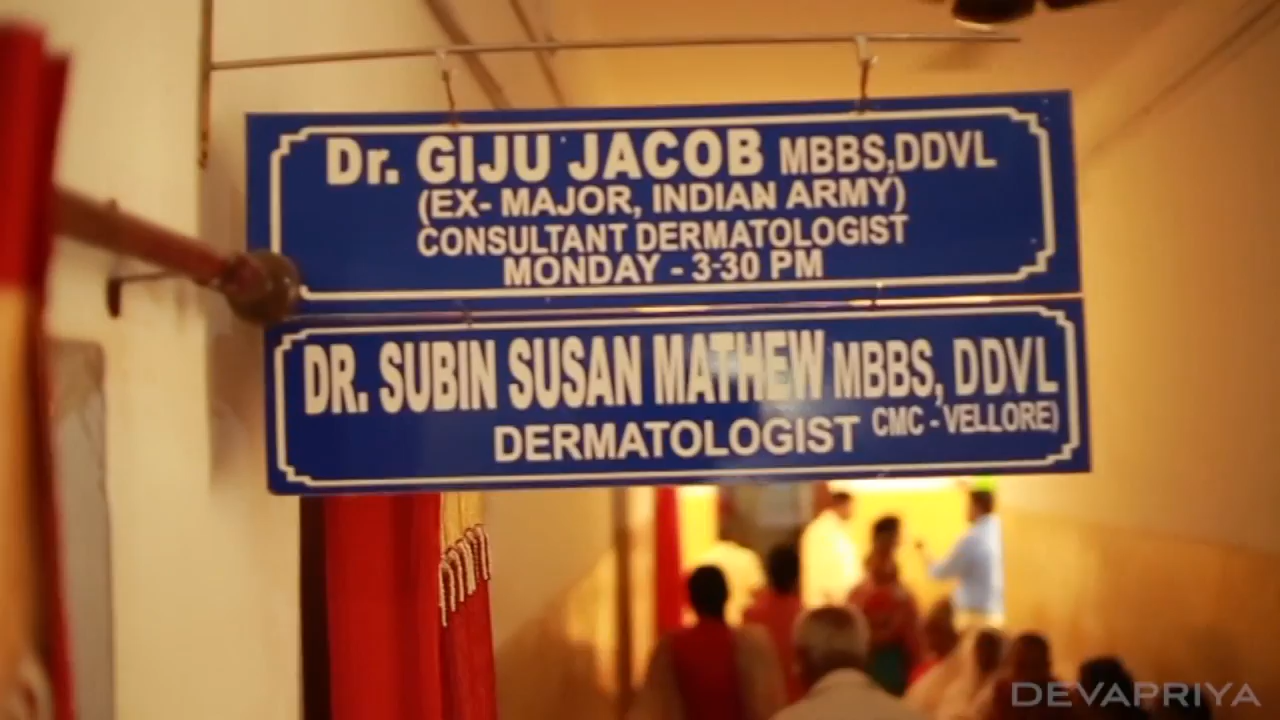 Dr. GIJU JACOB MBBS,DDVL
(EX- MAJOR, INDIAN ARMY)
CONSULTANT DERMATOLOGIST
MONDAY - 3-30 PM
DR. SUBIN SUSAN MATHEW MBBS, DDVL
DERMATOLOGIST CMC - VELLORE)
DEVAPRIYA